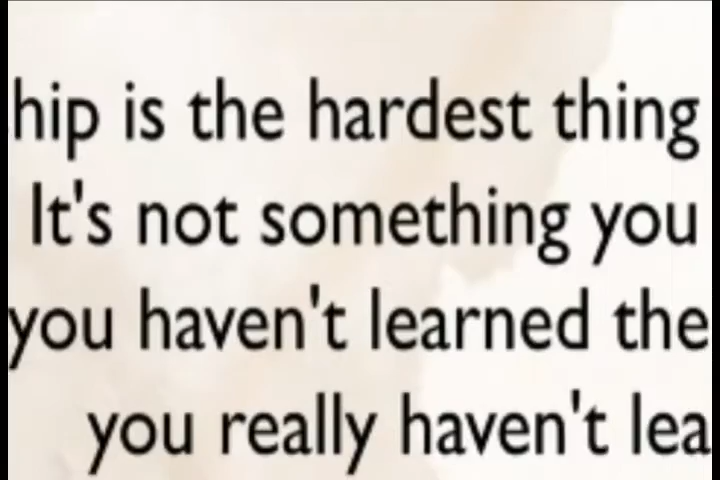 hip is the hardest thing
It's not something you
you haven't learned the
you really haven't lea